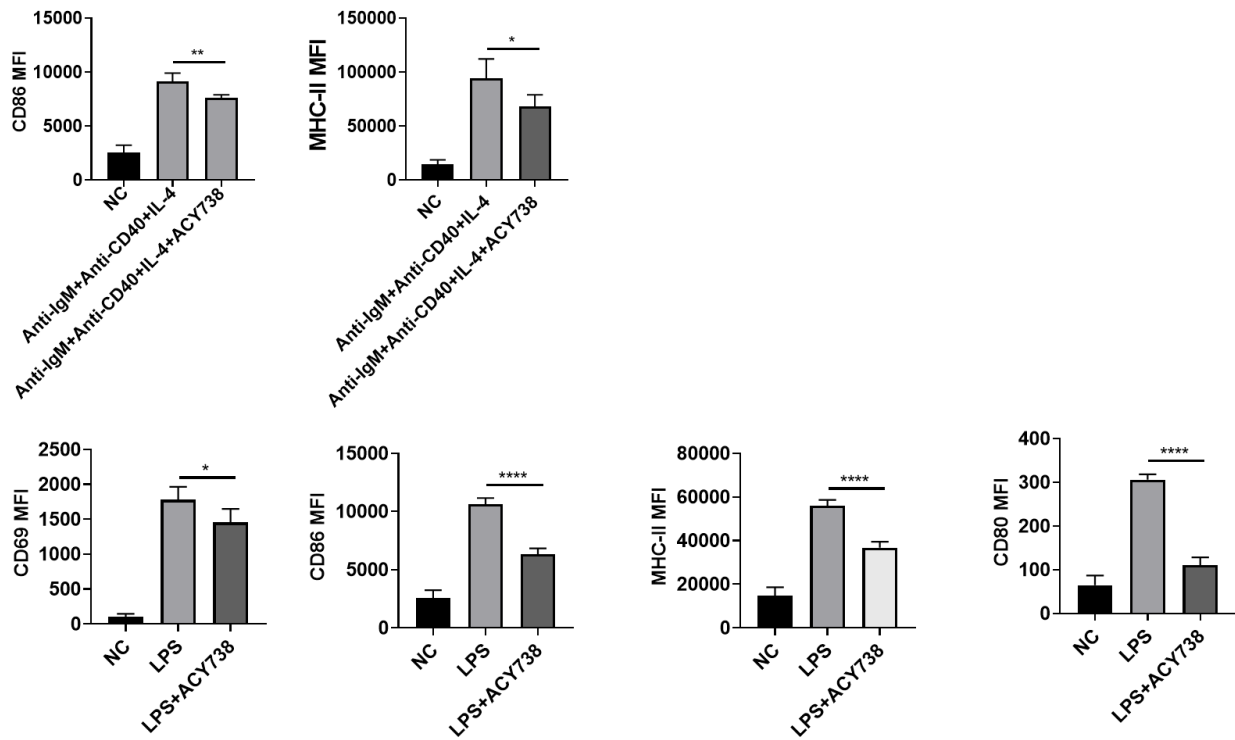 15000
10000
5000
0
CD86 MFI
**
NC
Anti-IgM+Anti-CD40+IL-4
Anti-IgM+Anti-CD40+IL-4+ACY738
150000
100000
50000
0
MHC-II MFI
*
NC
Anti-IgM+Anti-CD40+IL-4
Anti-IgM+Anti-CD40+IL-4+ACY738
2500
2000
1500
1000
500
0
CD69 MFI
*
NC
LPS
LPS+ACY738
15000
10000
5000
0
CD86 MFI
****
NC
LPS
LPS+ACY738
80000
60000
40000
20000
0
MHC-II MFI
****
NC
LPS
LPS+ACY738
400
300
200
100
0
CD80 MFI
****
NC
LPS
LPS+ACY738